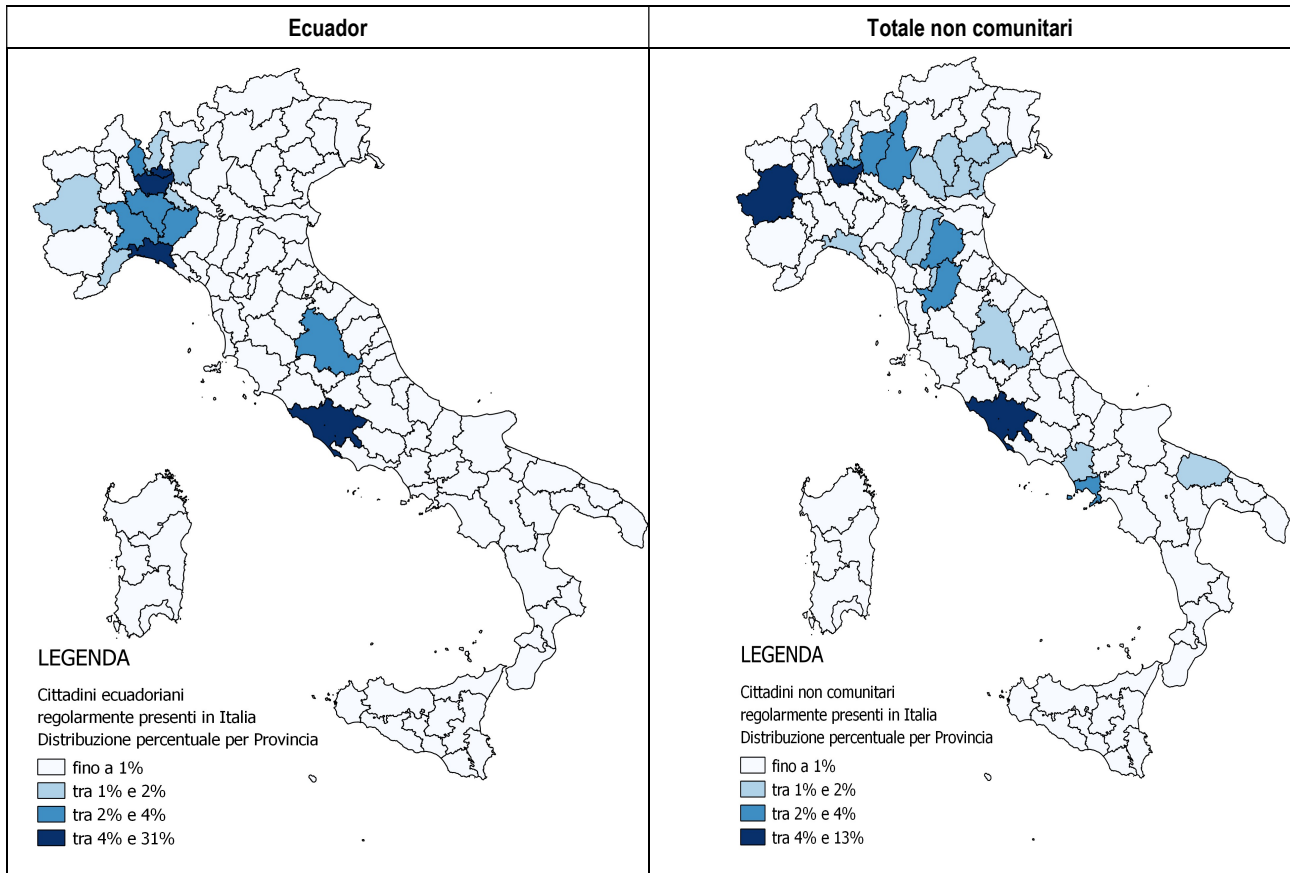 Ecuador
Totale non comunitari
LEGENDA
Cittadini ecuadoriani
regolarmente presenti in Italia
Distribuzione percentuale per Provincia
fino a 1%
tra 1% e 2%
tra 2% e 4%
tra 4% e 31%
LEGENDA
Cittadini non comunitari
regolarmente presenti in Italia
Distribuzione percentuale per Provincia
fino a 1%
tra 1% e 2%
tra 2% e 4%
tra 4% e 13%